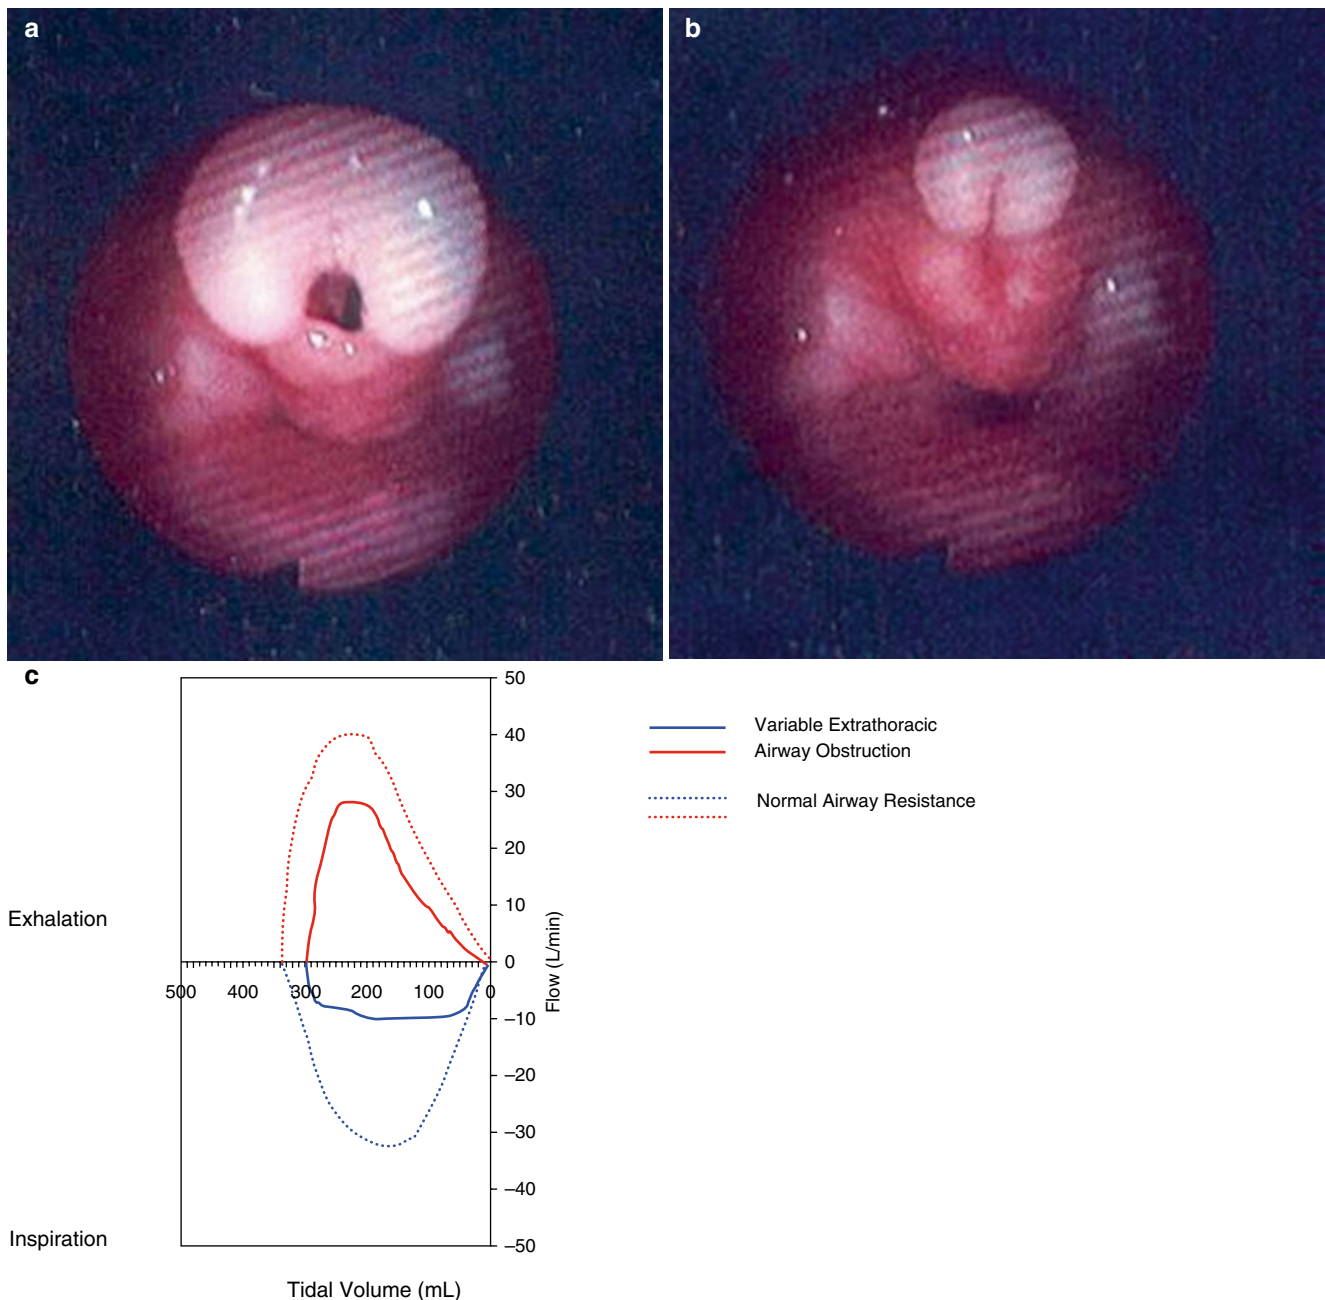 a
b
c
50
40
30
20
10
0
−10
−20
−30
−40
−50
500 400 300 200 100 0
Flow (L/min)
Exhalation
Inspiration
Tidal Volume (mL)
Variable Extrathoracic
Airway Obstruction
Normal Airway Resistance